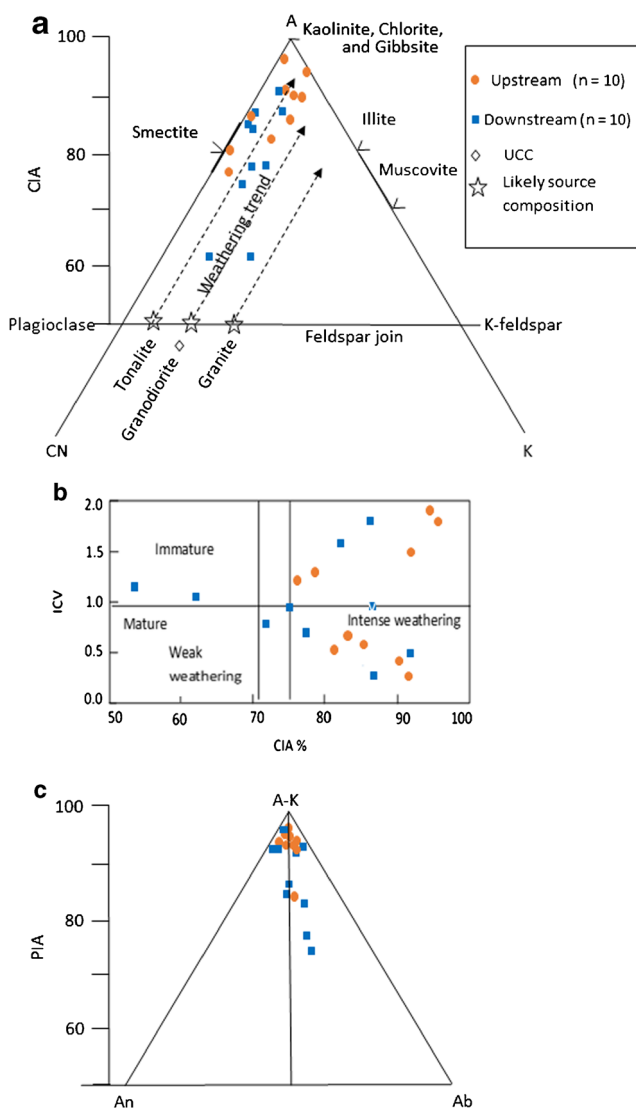 a
100
80
60
CIA
A
Kaolinite, Chlorite,
and Gibbsite
Smectite
Illite
Muscovite
Weathering trend
Plagioclase
K-feldspar
Feldspar join
Tonalite
Granodiorite
Granite
CN
K
Upstream (n = 10)
Downstream (n = 10)
UCC
Likely source
composition
b
2.0
1.5
1.0
0.5
0.0
ICV
Immature
Mature
Weak
weathering
Intense weathering
50 60 70 80 90 100
CIA %
c
A-K
100
80
60
PIA
An
Ab